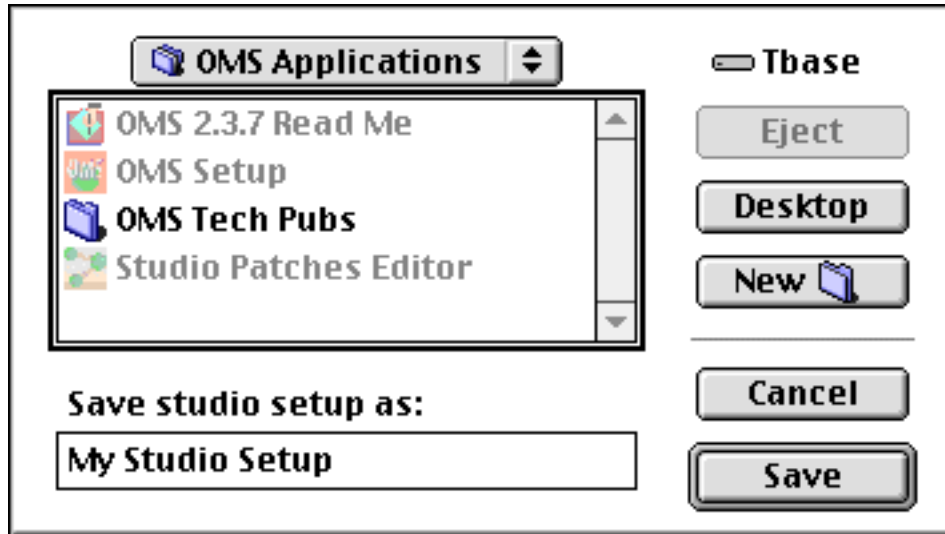 OMS Applications
Tbase
OMS 2.3.7 Read Me
OMS Setup
OMS Tech Pubs
Studio Patches Editor
Eject
Desktop
New
Save studio setup as:
My Studio Setup
Cancel
Save